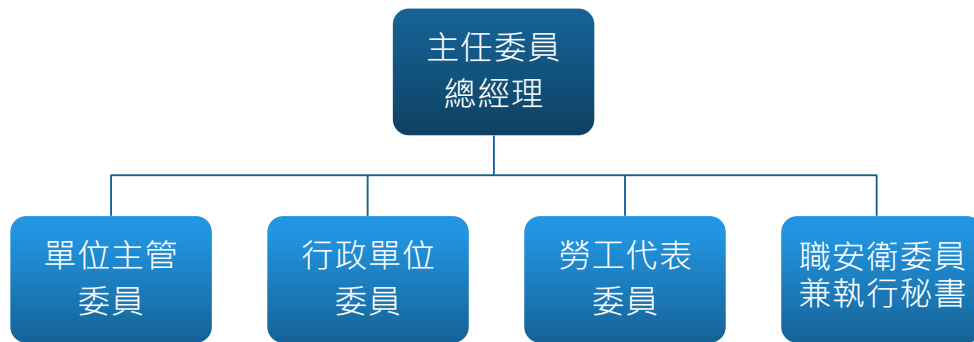 主任委員
總經理
單位主管
委員
行政單位
委員
勞工代表
委員
職安衛委員
兼執行秘書